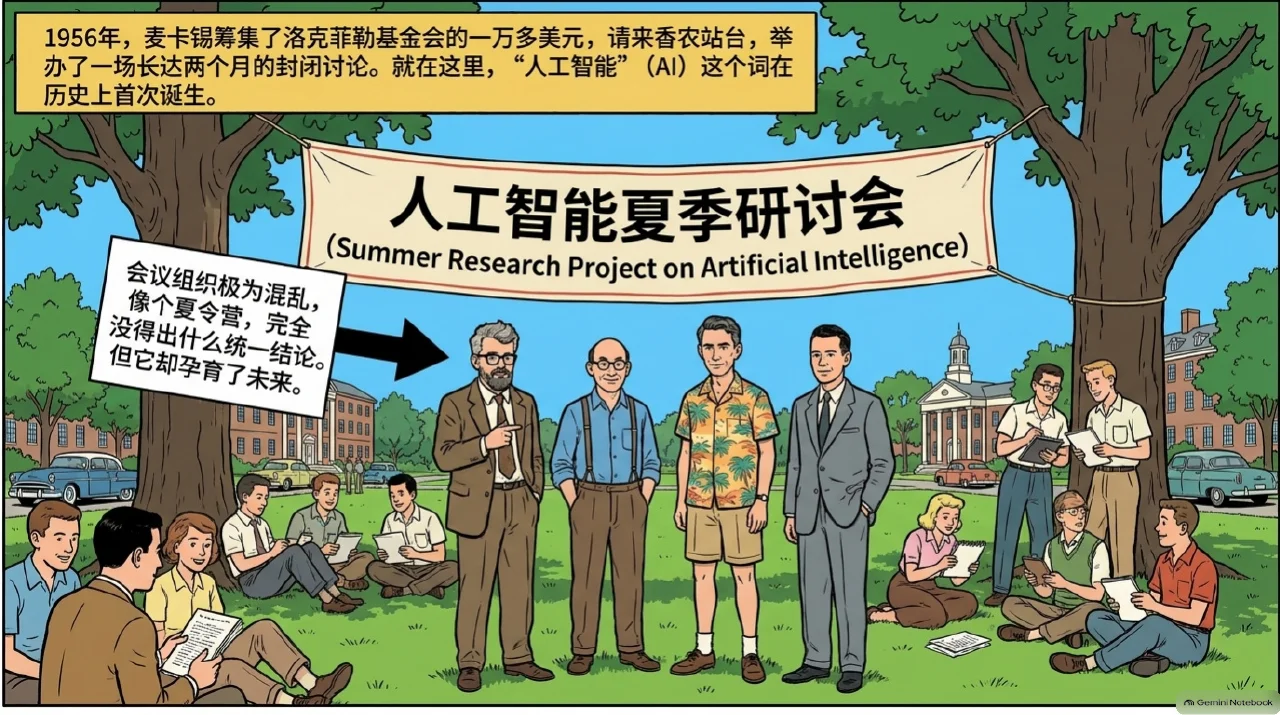 1956年，麦卡锡筹集了洛克菲勒基金会的一万多美元，请来香农站台，举
办了一场长达两个月的封闭讨论。就在这里，“人工智能”（AI）这个词在
历史上首次诞生。
人工智能夏季研讨会
(Summer Research Project on Artificial Intelligence)
会议组织极为混乱，
像个夏令营，完全
没得出什么统一结论。
但它却孕育了未来。
Gemini Notebook